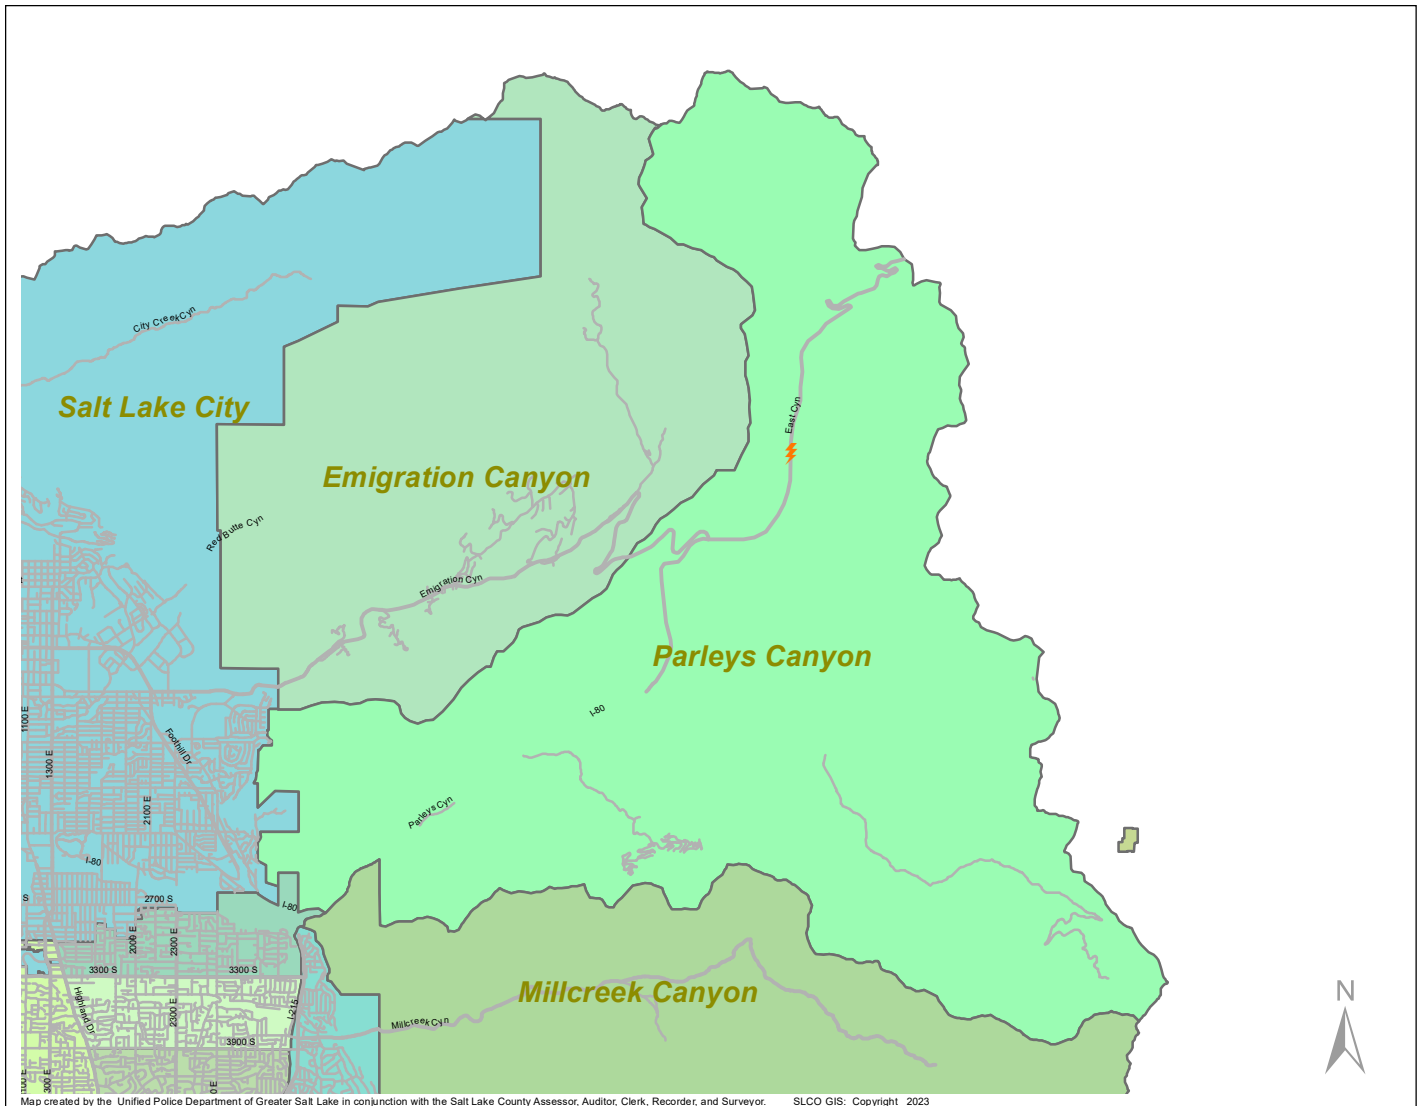 City Creek Cyn
Salt Lake City
East Cyn
Emigration Canyon
Red Butte Cyn
Emigration Cyn
Parleys Canyon
I-80
1100 E
Foothill Dr
1300 E
2100 E
Parleys Cyn
I-80
S
2700 S
I-80
2000 E
2300 E
3300 S
3300 S
Millcreek Canyon
N
Highland Dr
2300 E
I-215
Millcreek Cyn
3900 S
Map created by the Unified Police Department of Greater Salt Lake in conjunction with the Salt Lake County Assessor, Auditor, Clerk, Recorder, and Surveyor. SLCO GIS: Copyright 2023